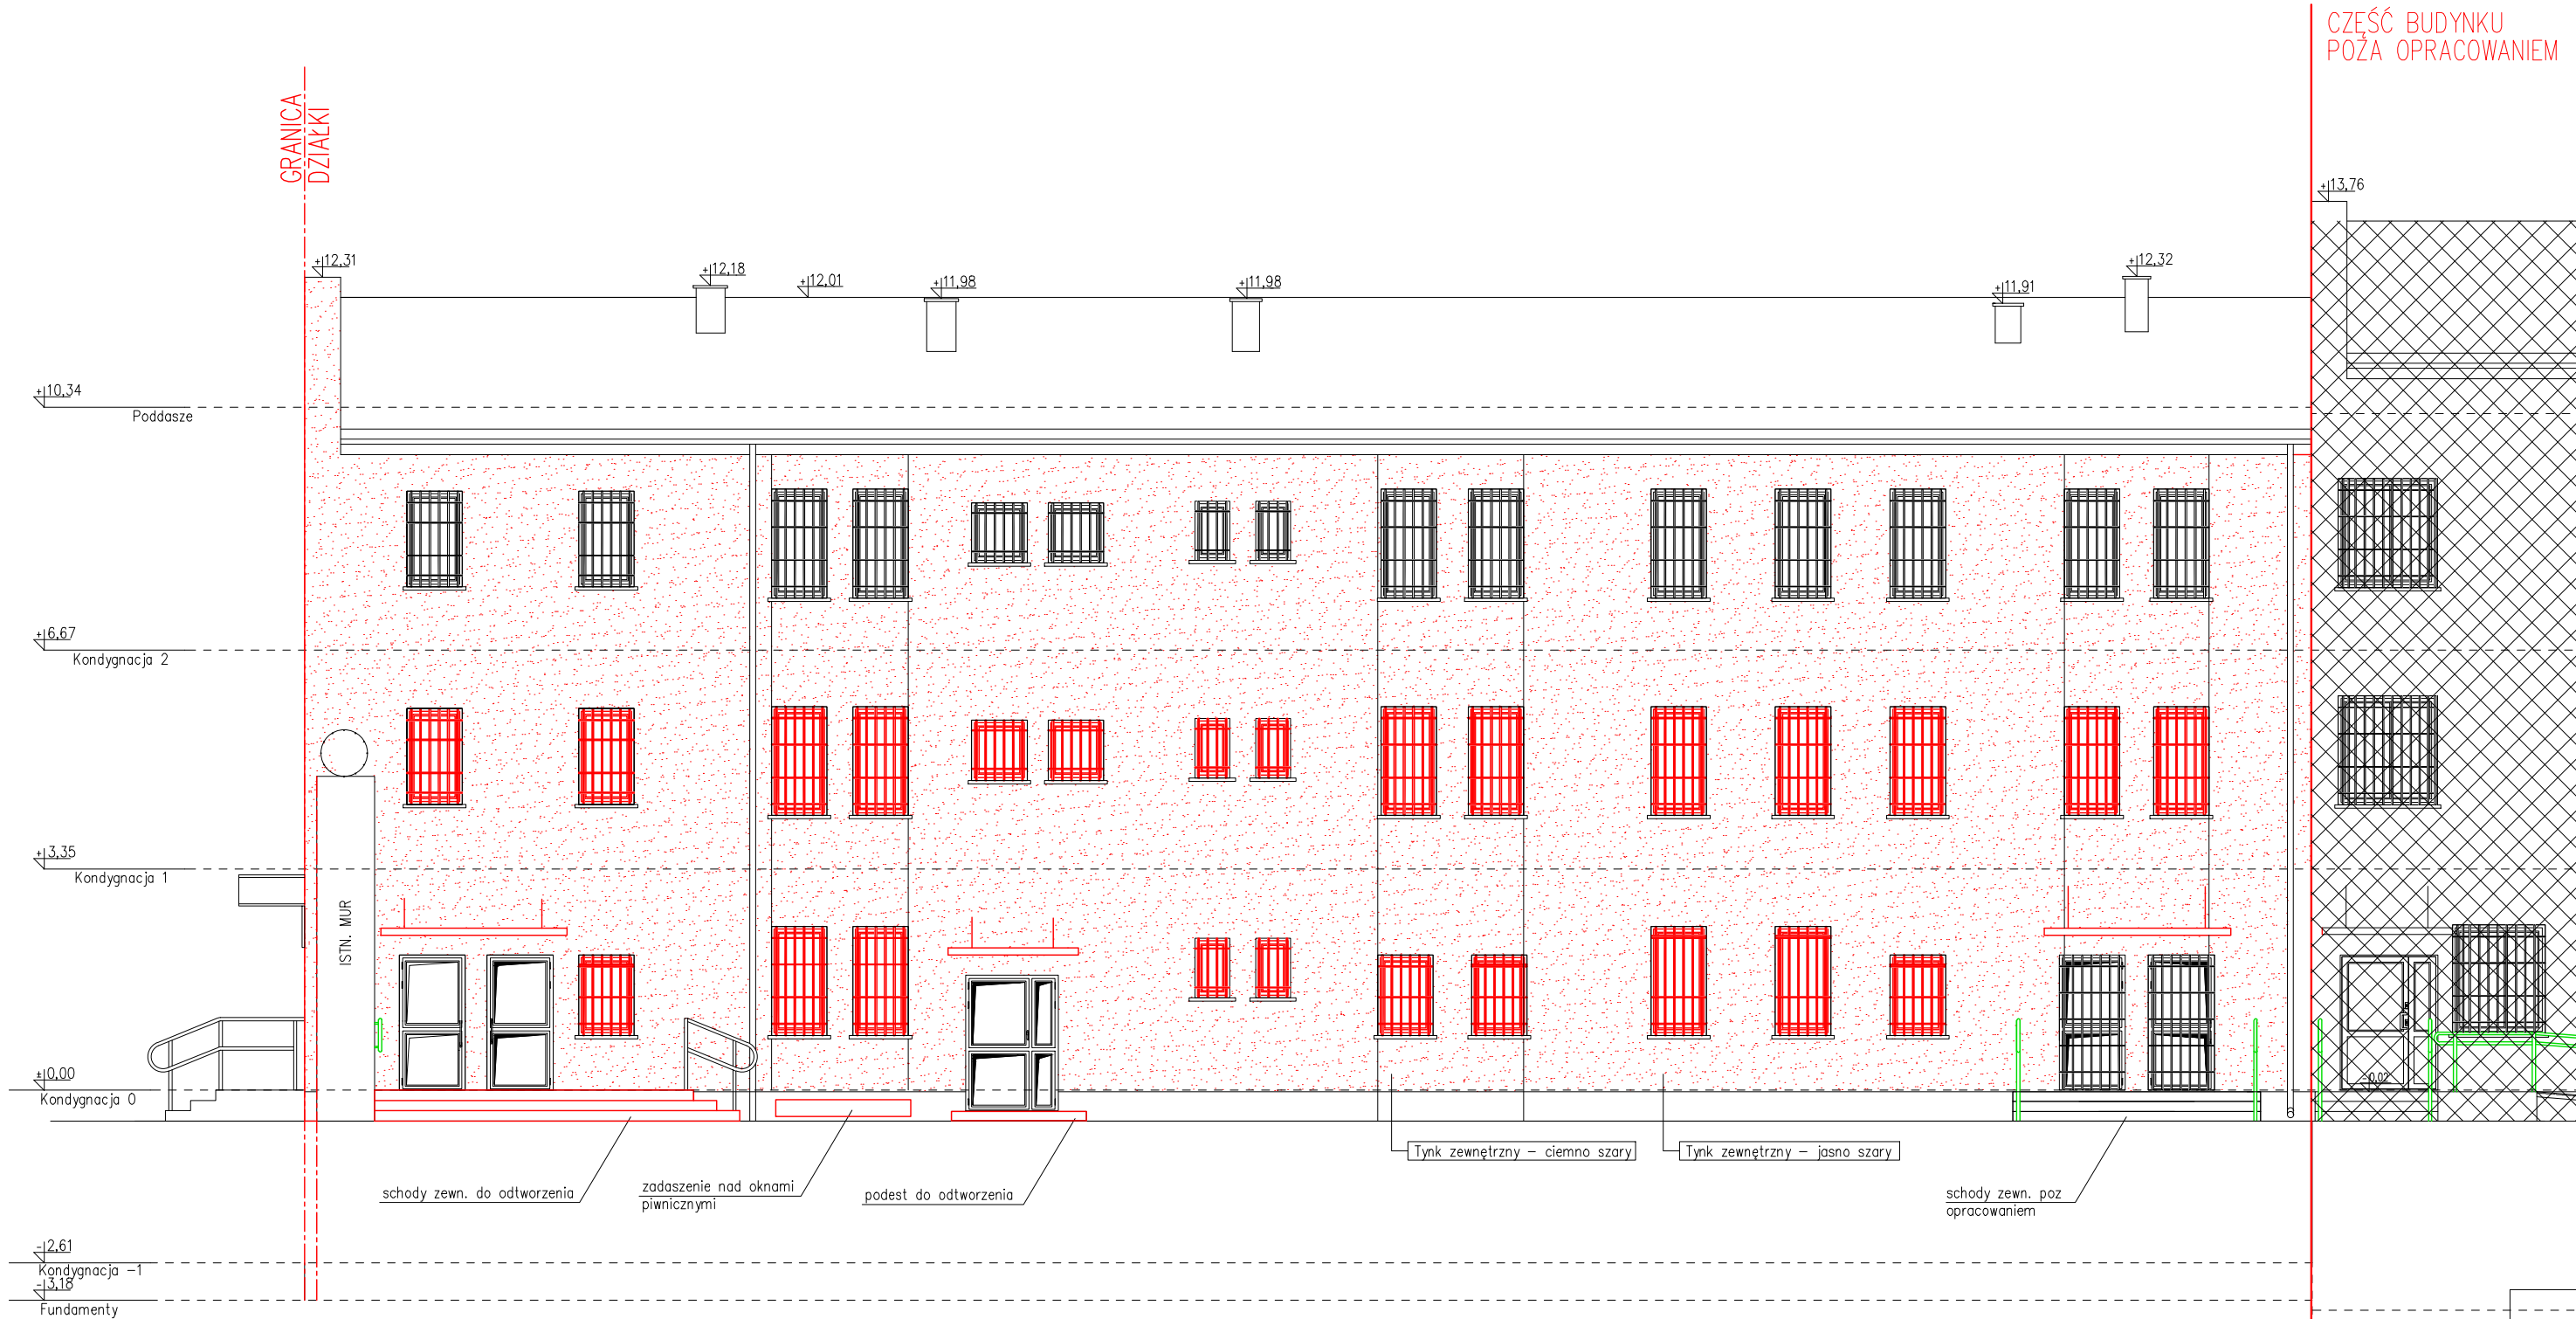 CZĘŚĆ BUDYNKU
POZA OPRACOWANIEM
GRANICA
DZIAŁKI
+13,76
+12,31
+12,18
+12,01
+11,98
+11,98
+11,91
+12,32
+10,34
Poddasze
+6,67
Kondygnacja 2
+3,35
Kondygnacja 1
ISTN. MUR
±0,00
Kondygnacja 0
-0,02
Tynk zewnętrzny – ciemno szary
Tynk zewnętrzny – jasno szary
schody zewn. do odtworzenia
zadaszenie nad oknami
piwnicznymi
podest do odtworzenia
schody zewn. poz
opracowaniem
-2,61
Kondygnacja -1
-3,18
Fundamenty